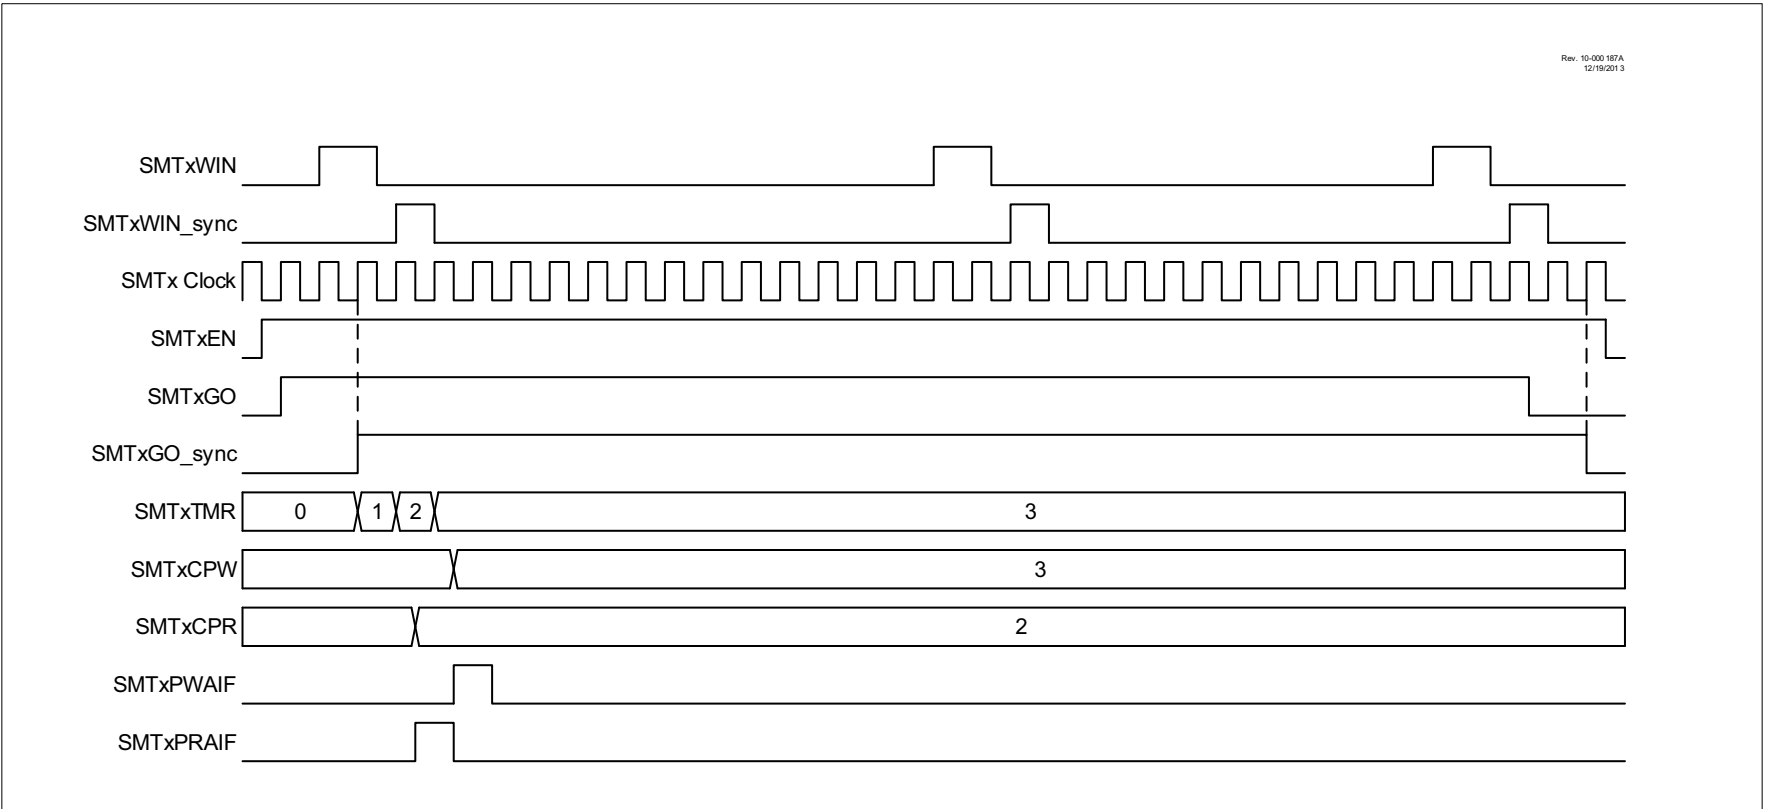 Rev. 10-000 187A
12/19/201 3
SMTxWIN
SMTxWIN_sync
SMTx Clock
SMTxEN
SMTxGO
SMTxGO_sync
SMTxTMR 0 1 2 3
SMTxCPW 3
SMTxCPR 2
SMTxPWAIF
SMTxPRAIF